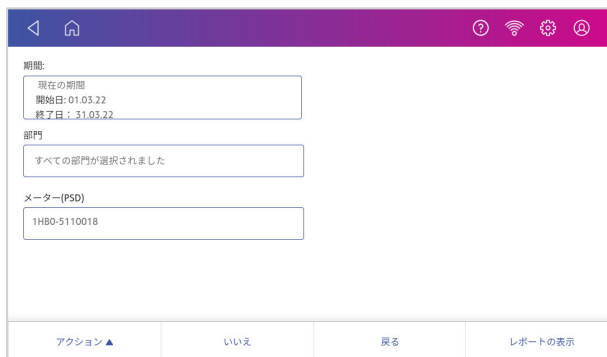 期間:
現在の期間
開始日: 01.03.22
終了日： 31.03.22
部門
すべての部門が選択されました
メーター(PSD)
1HB0-5110018
アクション ▲
いいえ
戻る
レポートの表示